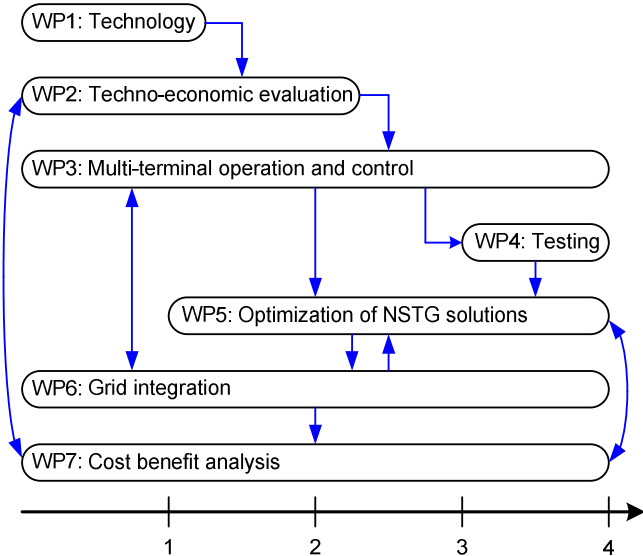 WP1: Technology
WP2: Techno-economic evaluation
WP3: Multi-terminal operation and control
WP4: Testing
WP5: Optimization of NSTG solutions
WP6: Grid integration
WP7: Cost benefit analysis
1 2 3 4